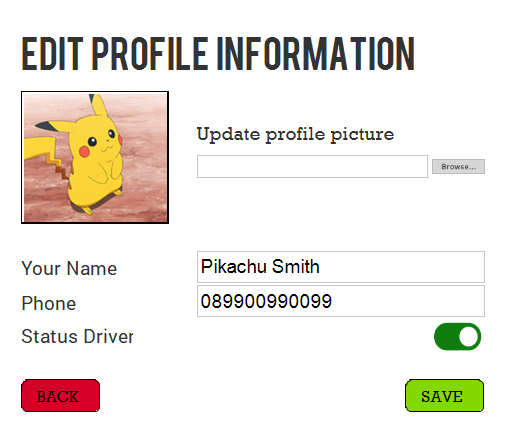 EDIT PROFILE INFORMATION
Update profile picture
Browse...
Your Name
Pikachu Smith
Phone
089900990099
Status Driver
BACK
SAVE